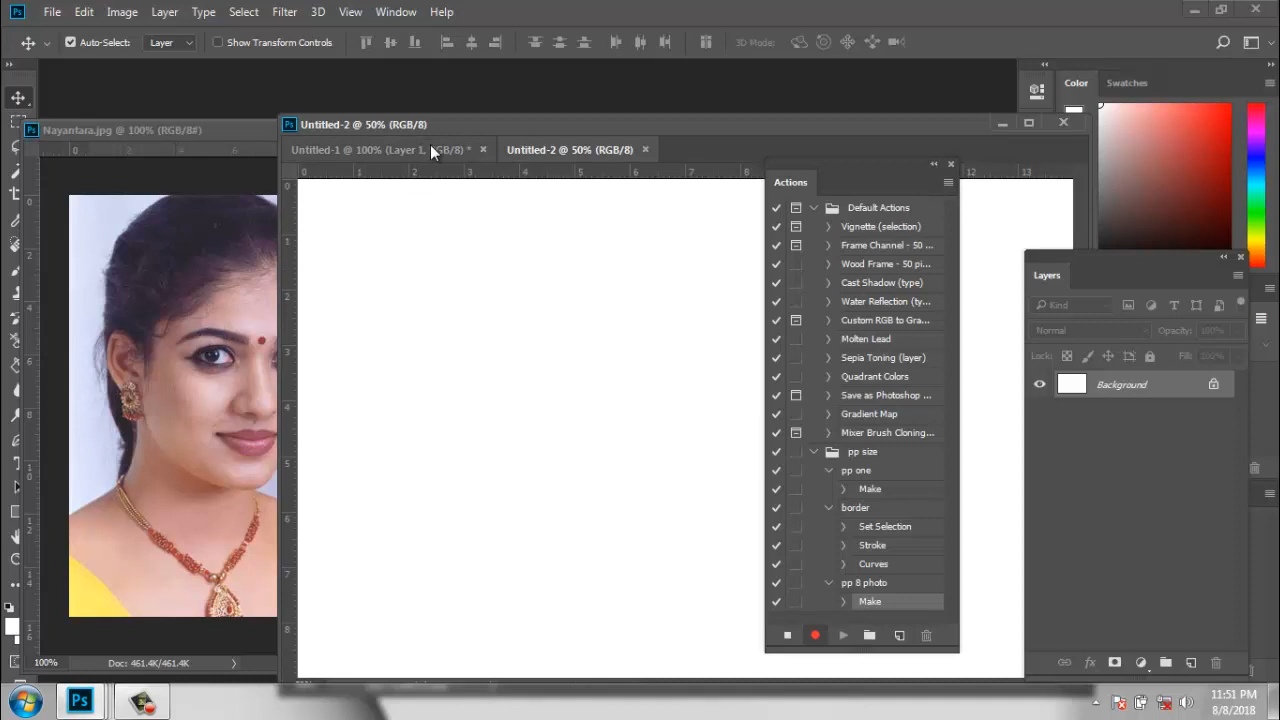 File Edit Image Layer Type Select Filter 3D View Window Help
Auto-Select: Layer Show Transform Controls 3D Mode:
Color Swatches
Nayantara.jpg @ 100% (RGB/8#)
Untitled-2 @ 50% (RGB/8)
Untitled-1 @ 100% (Layer 1, RGB/8) * Untitled-2 @ 50% (RGB/8)
Actions
Default Actions
Vignette (selection)
Frame Channel - 50 ...
Wood Frame - 50 pi...
Cast Shadow (type)
Water Reflection (ty...
Custom RGB to Gra...
Molten Lead
Sepia Toning (layer)
Quadrant Colors
Save as Photoshop ...
Gradient Map
Mixer Brush Cloning...
pp size
pp one
Make
border
Set Selection
Stroke
Curves
pp 8 photo
Make
Layers
Kind
Normal Opacity: 100%
Lock: Fill: 100%
Background
100% Doc: 461.4K/461.4K
11:51 PM
8/8/2018